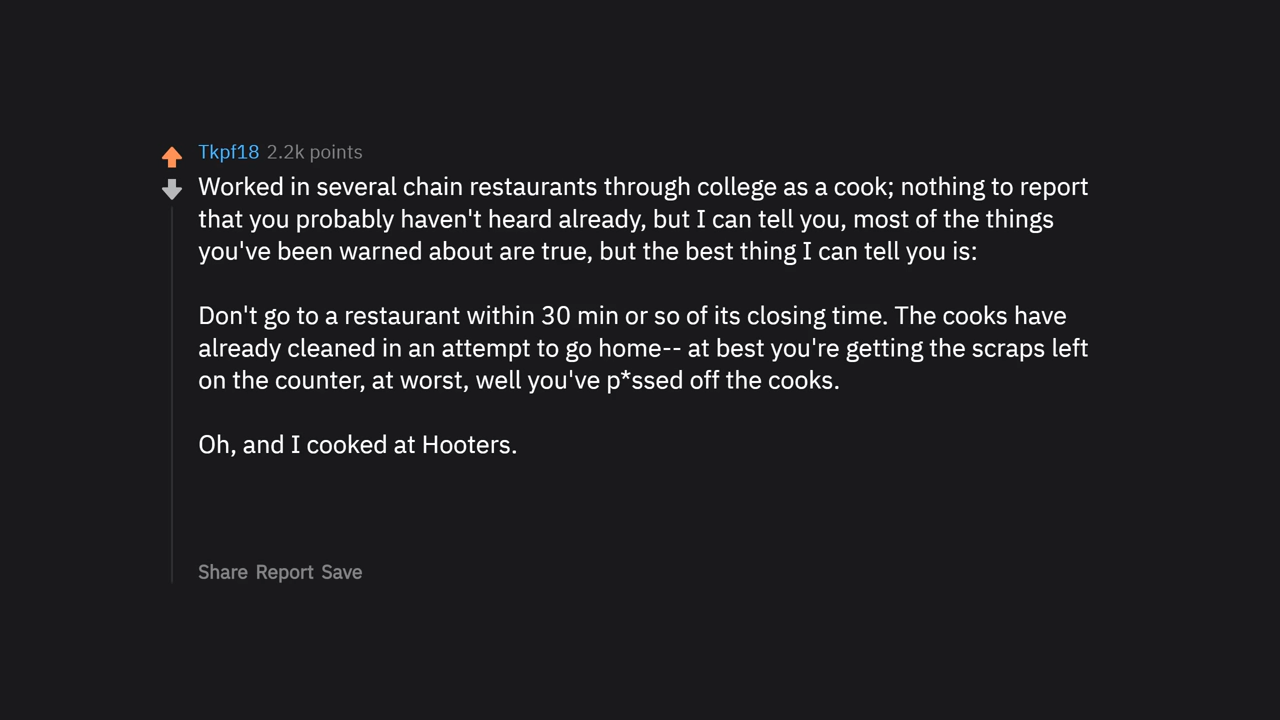 Tkpf18 2.2k points
Worked in several chain restaurants through college as a cook; nothing to report
that you probably haven't heard already, but I can tell you, most of the things
you've been warned about are true, but the best thing I can tell you is:
Don't go to a restaurant within 30 min or so of its closing time. The cooks have
already cleaned in an attempt to go home-- at best you're getting the scraps left
on the counter, at worst, well you've p*ssed off the cooks.
Oh, and I cooked at Hooters.
Share Report Save